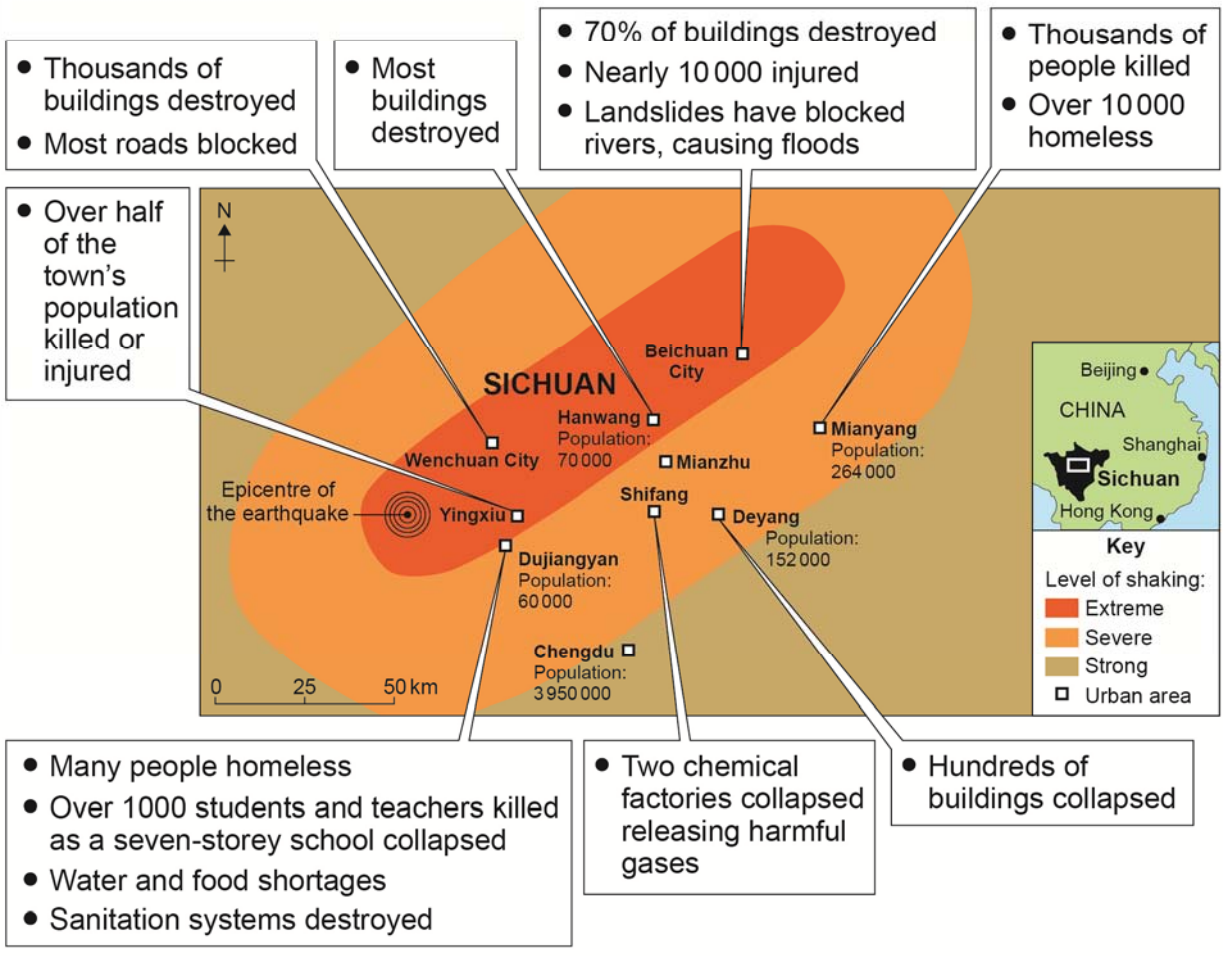 ● Thousands of
buildings destroyed
● Most roads blocked
● Most
buildings
destroyed
● 70% of buildings destroyed
● Nearly 10 000 injured
● Landslides have blocked
rivers, causing floods
● Thousands of
people killed
● Over 10 000
homeless
● Over half
of the
town's
population
killed or
injured
N
Beichuan
City
SICHUAN
Hanwang
Population:
70 000
Mianyang
Population:
264 000
Wenchuan City
Mianzhu
Epicentre of
the earthquake
Yingxiu
Shifang
Deyang
Population:
152 000
Dujiangyan
Population:
60 000
Chengdu
Population:
3 950 000
0 25 50 km
Beijing
CHINA
Shanghai
Sichuan
Hong Kong
Key
Level of shaking:
Extreme
Severe
Strong
Urban area
● Many people homeless
● Over 1000 students and teachers killed
as a seven-storey school collapsed
● Water and food shortages
● Sanitation systems destroyed
● Two chemical
factories collapsed
releasing harmful
gases
● Hundreds of
buildings collapsed